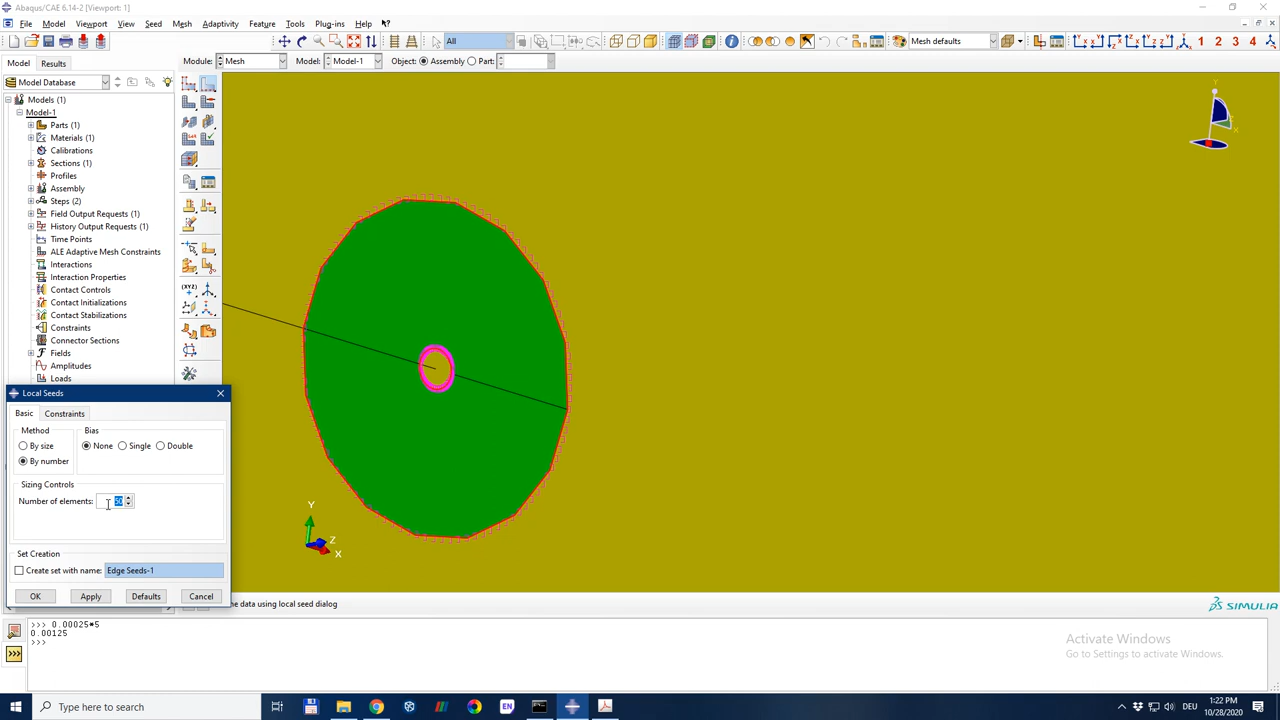 Abaqus/CAE 6.14-2 [Viewport: 1]
File Model Viewport View Seed Mesh Adaptivity Feature Tools Plug-ins Help
All
Mesh defaults
1 2 3 4
Model Results
Module: Mesh Model: Model-1 Object: Assembly Part:
Model Database
Models (1)
Model-1
Parts (1)
Materials (1)
Calibrations
Sections (1)
Profiles
Assembly
Steps (2)
Field Output Requests (1)
History Output Requests (1)
Time Points
ALE Adaptive Mesh Constraints
Interactions
Interaction Properties
Contact Controls
Contact Initializations
Contact Stabilizations
Constraints
Connector Sections
Fields
Amplitudes
Loads
Local Seeds
Basic Constraints
Method Bias
By size None Single Double
By number
Sizing Controls
Number of elements: 50
Set Creation
Create set with name: Edge Seeds-1
OK Apply Defaults Cancel
Y
Z
X
Y
X
(XYZ)
e data using local seed dialog
SIMULIA
>>> 0.00025*5
0.00125
>>>
>>>
Activate Windows
Go to Settings to activate Windows.
Type here to search
EN
DEU
1:22 PM
10/28/2020